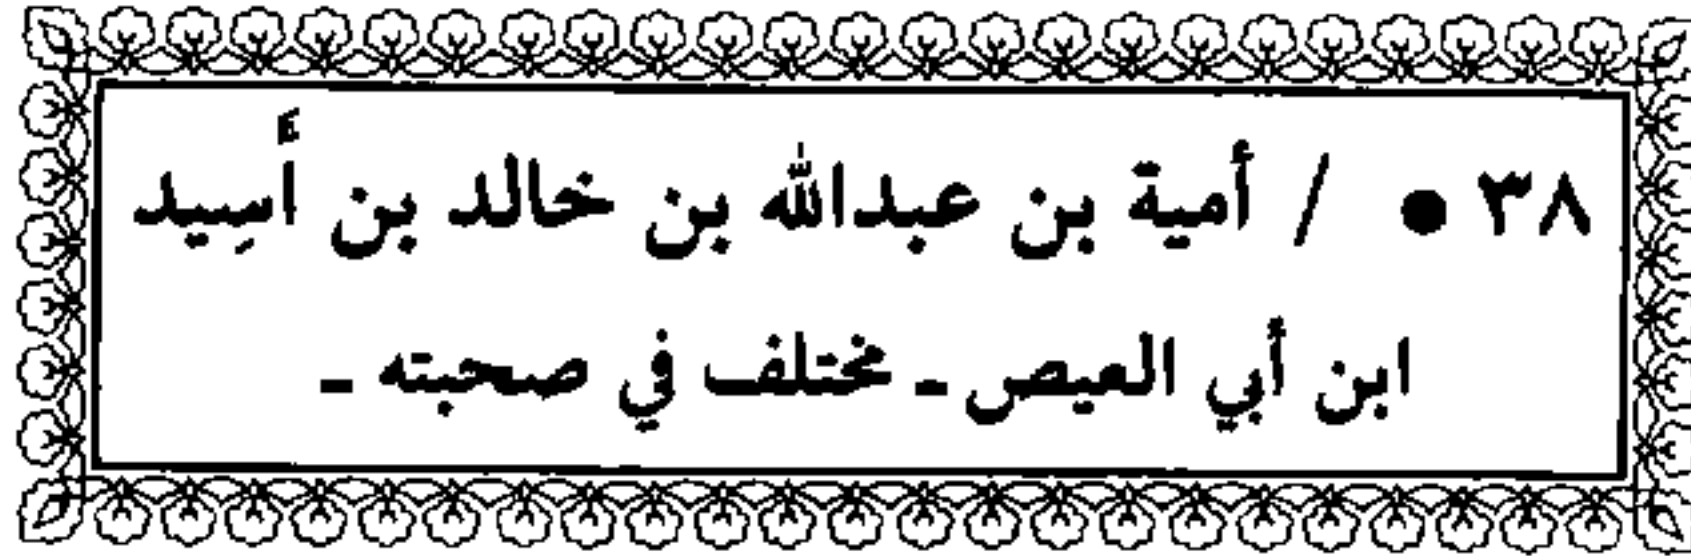 ٣٨ ● / أمية بن عبدالله بن خالد بن أَسِيد
ابن أبي العيص ـ مختلف في صحبته ـ